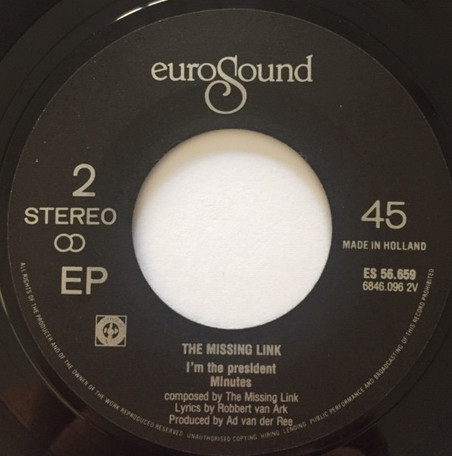 euroSound
2
STEREO
EP
45
MADE IN HOLLAND
ES 56.659
6846.096 2V
THE MISSING LINK
I'm the president
Minutes
composed by The Missing Link
Lyrics by Robbert van Ark
Produced by Ad van der Ree
ALL RIGHTS OF THE PRODUCER AND OF THE OWNER OF THE WORK REPRODUCED RESERVED. UNAUTHORISED COPYING, HIRING, LENDING, PUBLIC PERFORMANCE AND BROADCASTING OF THIS RECORD PROHIBITED